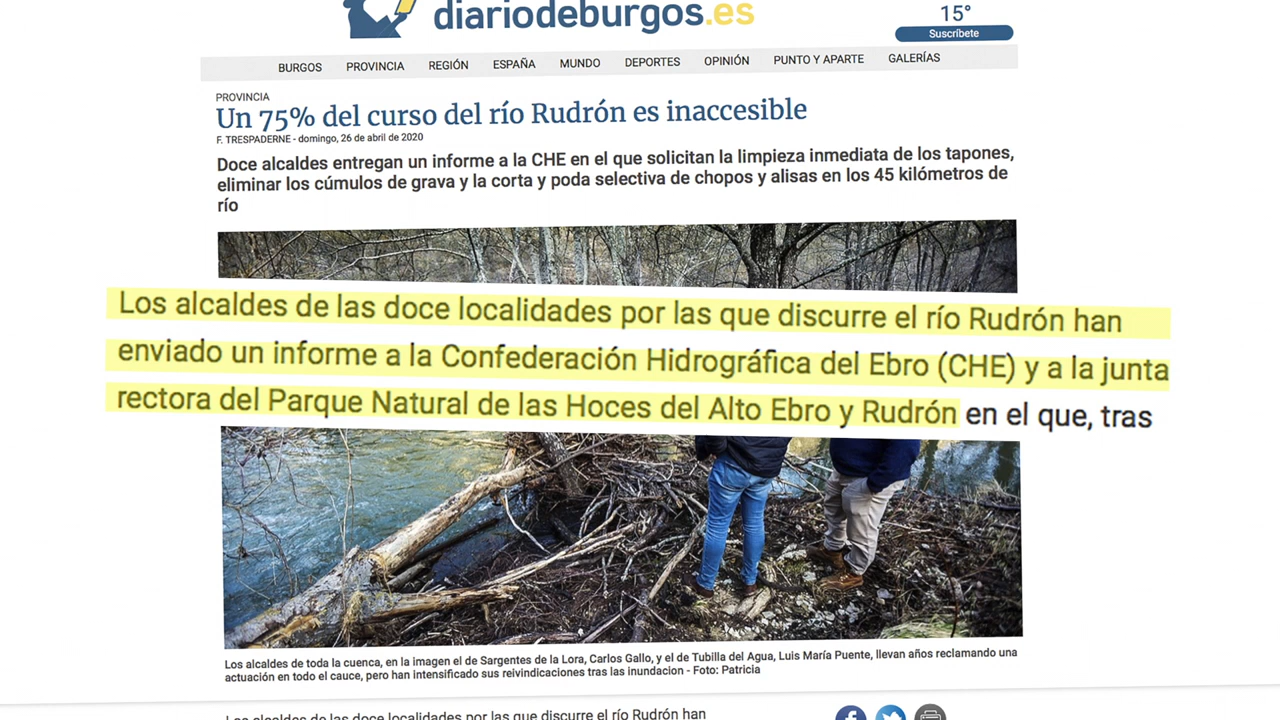 diariodeburgos.es
15°
Suscríbete
BURGOS PROVINCIA REGIÓN ESPAÑA MUNDO DEPORTES OPINIÓN PUNTO Y APARTE GALERÍAS
PROVINCIA
Un 75% del curso del río Rudrón es inaccesible
F. TRESPADERNE - domingo, 26 de abril de 2020
Doce alcaldes entregan un informe a la CHE en el que solicitan la limpieza inmediata de los tapones,
eliminar los cúmulos de grava y la corta y poda selectiva de chopos y alisas en los 45 kilómetros de
río
Los alcaldes de las doce localidades por las que discurre el río Rudrón han
enviado un informe a la Confederación Hidrográfica del Ebro (CHE) y a la junta
rectora del Parque Natural de las Hoces del Alto Ebro y Rudrón en el que, tras
Los alcaldes de toda la cuenca, en la imagen el de Sargentes de la Lora, Carlos Gallo, y el de Tubilla del Agua, Luis María Puente, llevan años reclamando una
actuación en todo el cauce, pero han intensificado sus reivindicaciones tras las inundacion - Foto: Patricia
Los alcaldes de las doce localidades por las que discurre el río Rudrón han